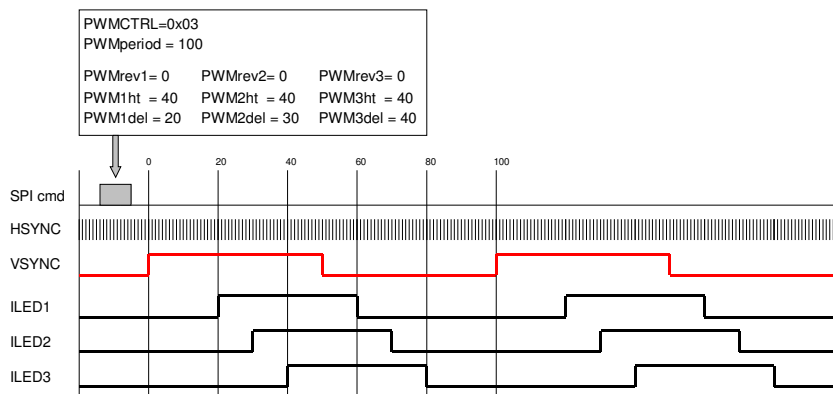 PWMCTRL=0x03
PWMperiod = 100
PWMrev1= 0 PWMrev2= 0 PWMrev3= 0
PWM1ht = 40 PWM2ht = 40 PWM3ht = 40
PWM1del = 20 PWM2del = 30 PWM3del = 40
0 20 40 60 80 100
SPI cmd
HSYNC
VSYNC
ILED1
ILED2
ILED3